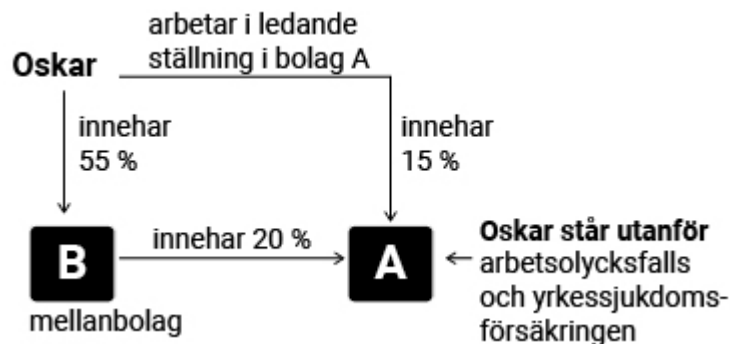 arbetar i ledande
ställning i bolag A
Oskar
innehar
55 %
innehar
15 %
B
innehar 20 %
A
Oskar står utanför
arbetsolycksfalls
och yrkessjukdoms-
försäkringen
mellanbolag